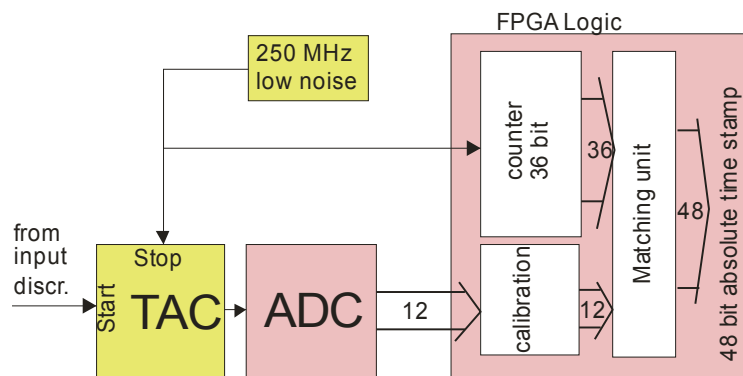 FPGA Logic
250 MHz
low noise
counter
36 bit
36
Matching unit
48
48 bit absolute time stamp
from
input
discr.
Start
Stop
TAC
ADC
12
calibration
12